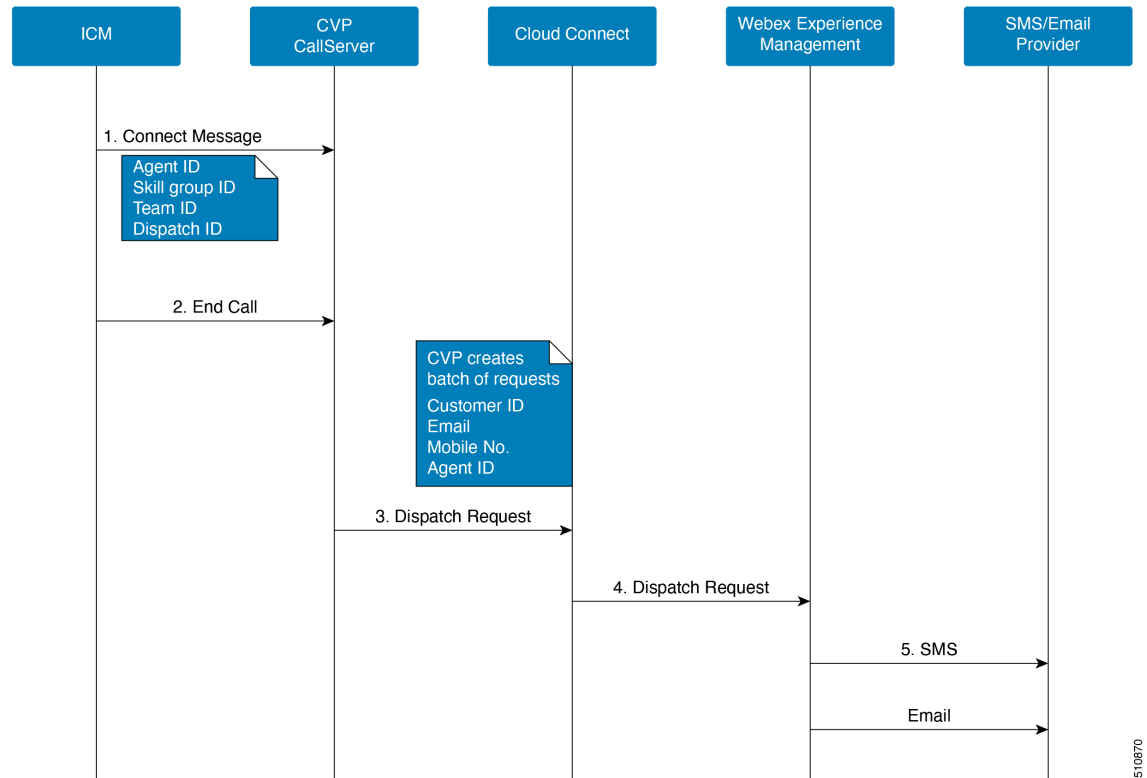 ICM
CVP
CallServer
Cloud Connect
Webex Experience
Management
SMS/Email
Provider
1. Connect Message
Agent ID
Skill group ID
Team ID
Dispatch ID
2. End Call
CVP creates
batch of requests
Customer ID
Email
Mobile No.
Agent ID
3. Dispatch Request
4. Dispatch Request
5. SMS
Email
510870